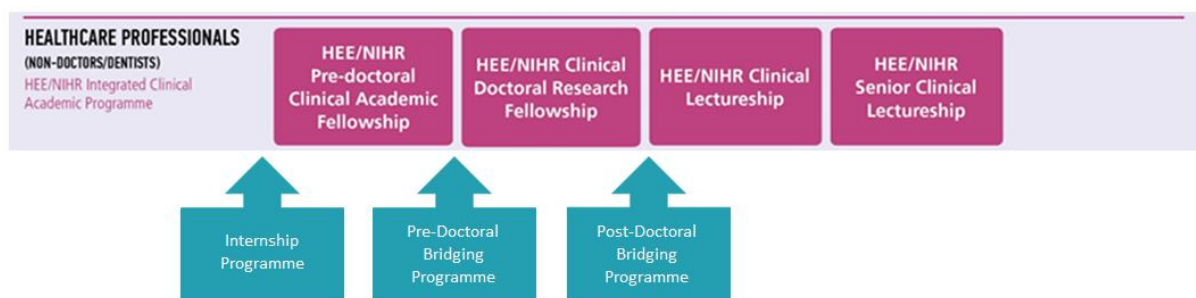 HEALTHCARE PROFESSIONALS
(NON-DOCTORS/DENTISTS)
HEE/NIHR Integrated Clinical
Academic Programme
HEE/NIHR
Pre-doctoral
Clinical Academic
Fellowship
HEE/NIHR Clinical
Doctoral Research
Fellowship
HEE/NIHR Clinical
Lectureship
HEE/NIHR
Senior Clinical
Lectureship
Internship
Programme
Pre-Doctoral
Bridging
Programme
Post-Doctoral
Bridging
Programme